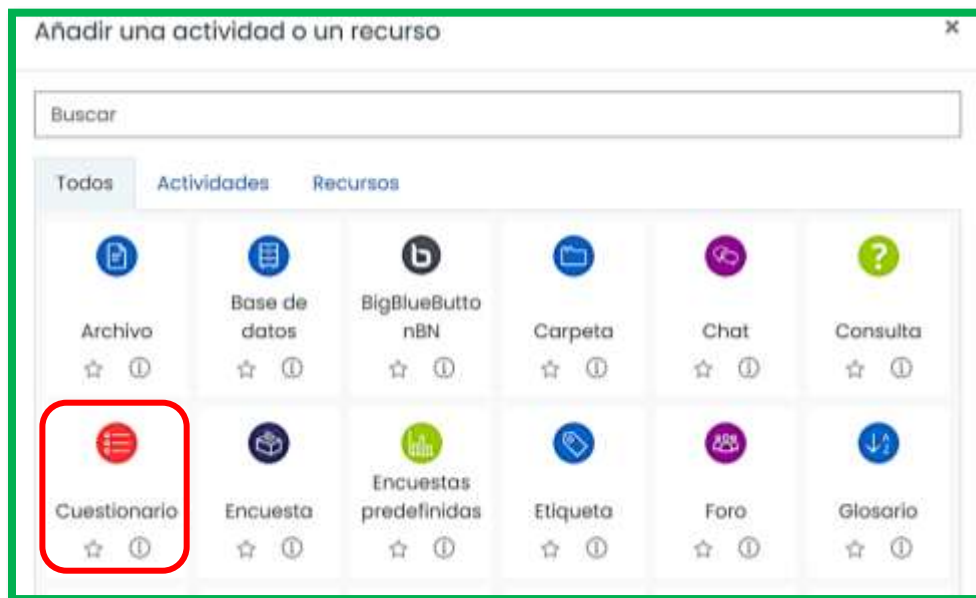 Añadir una actividad o un recurso
×
Buscar
Todos Actividades Recursos
Archivo
Base de
datos
BigBlueButto
nBN
Carpeta
Chat
Consulta
Cuestionario
Encuesta
Encuestas
predefinidas
Etiqueta
Foro
Glosario